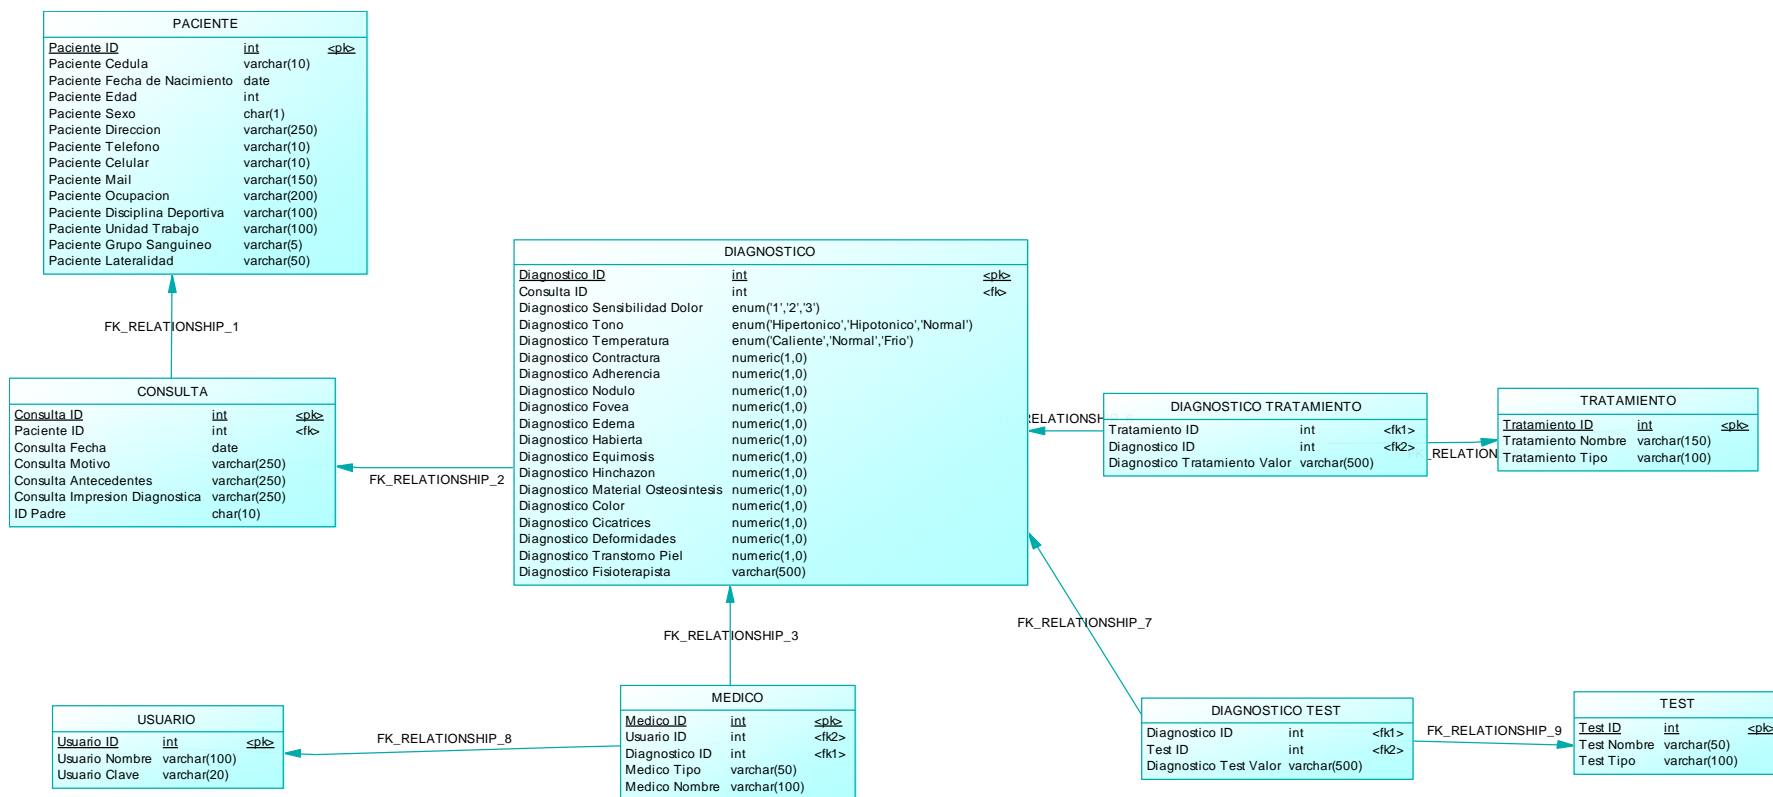 PACIENTE
Paciente ID int <pk>
Paciente Cedula varchar(10)
Paciente Fecha de Nacimiento date
Paciente Edad int
Paciente Sexo char(1)
Paciente Direccion varchar(250)
Paciente Telefono varchar(10)
Paciente Celular varchar(10)
Paciente Mail varchar(150)
Paciente Ocupacion varchar(200)
Paciente Disciplina Deportiva varchar(100)
Paciente Unidad Trabajo varchar(100)
Paciente Grupo Sanguineo varchar(5)
Paciente Lateralidad varchar(50)
FK_RELATIONSHIP_1
CONSULTA
Consulta ID int <pk>
Paciente ID int <fk>
Consulta Fecha date
Consulta Motivo varchar(250)
Consulta Antecedentes varchar(250)
Consulta Impresion Diagnostica varchar(250)
ID Padre char(10)
FK_RELATIONSHIP_2
DIAGNOSTICO
Diagnostico ID int <pk>
Consulta ID int <fk>
Diagnostico Sensibilidad Dolor enum('1','2','3')
Diagnostico Tono enum('Hipertonico','Hipotonico','Normal')
Diagnostico Temperatura enum('Caliente','Normal','Frio')
Diagnostico Contractura numeric(1,0)
Diagnostico Adherencia numeric(1,0)
Diagnostico Nodulo numeric(1,0)
Diagnostico Fovea numeric(1,0)
Diagnostico Edema numeric(1,0)
Diagnostico Habierta numeric(1,0)
Diagnostico Equimosis numeric(1,0)
Diagnostico Hinchazon numeric(1,0)
Diagnostico Material Osteosintesis numeric(1,0)
Diagnostico Color numeric(1,0)
Diagnostico Cicatrices numeric(1,0)
Diagnostico Deformidades numeric(1,0)
Diagnostico Transtorno Piel numeric(1,0)
Diagnostico Fisioterapista varchar(500)
DIAGNOSTICO TRATAMIENTO
Tratamiento ID int <fk1>
Diagnostico ID int <fk2>
Diagnostico Tratamiento Valor varchar(500)
TRATAMIENTO
Tratamiento ID int <pk>
Tratamiento Nombre varchar(150)
Tratamiento Tipo varchar(100)
FK_RELATIONSHIP_3
FK_RELATIONSHIP_7
USUARIO
Usuario ID int <pk>
Usuario Nombre varchar(100)
Usuario Clave varchar(20)
FK_RELATIONSHIP_8
MEDICO
Medico ID int <pk>
Usuario ID int <fk2>
Diagnostico ID int <fk1>
Medico Tipo varchar(50)
Medico Nombre varchar(100)
DIAGNOSTICO TEST
Diagnostico ID int <fk1>
Test ID int <fk2>
Diagnostico Test Valor varchar(500)
FK_RELATIONSHIP_9
TEST
Test ID int <pk>
Test Nombre varchar(50)
Test Tipo varchar(100)